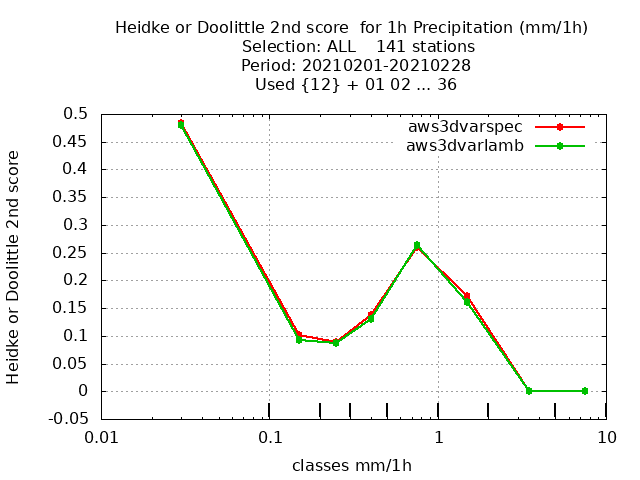 Heidke or Doolittle 2nd score  for 1h Precipitation (mm/1h)
Selection: ALL    141 stations
Period: 20210201-20210228
Used {12} + 01 02 ... 36
aws3dvarspec
aws3dvarlamb
0.5
0.45
0.4
0.35
0.3
0.25
0.2
0.15
0.1
0.05
0
-0.05
Heidke or Doolittle 2nd score
0.01
0.1
1
10
classes mm/1h